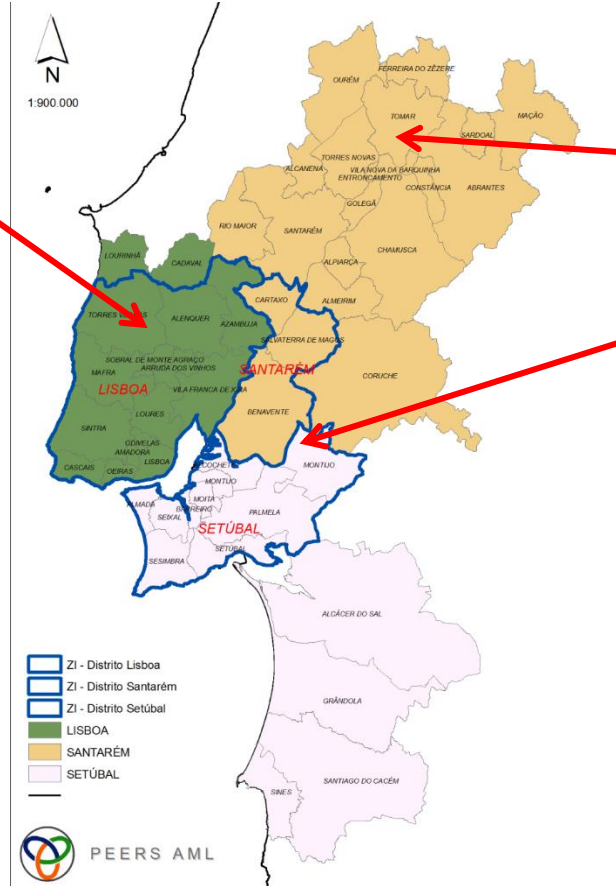 N
1:900.000
FERREIRA DO ZÊZERE
OURÉM
TOMAR
MAÇÃO
SARDOAL
TORRES NOVAS
ALCANENA
VILA NOVA DA BARQUINHA
ENTRONCAMENTO
CONSTÂNCIA
ABRANTES
GOLEGÃ
RIO MAIOR
SANTARÉM
CHAMUSCA
LOURINHÃ
CADAVAL
ALPIARÇA
CARTAXO
ALMEIRIM
TORRES
ALENQUER
AZAMBUJA
SALVATERRA DE MAGOS
SOBRAL DE MONTE AGRAÇO
ARRUDA DOS VINHOS
SANTARÉM
CORUCHE
MAFRA
LISBOA
VILA FRANCA DE XIRA
LOURES
BENAVENTE
SINTRA
ODIVELAS
AMADORA
LISBOA
CASCAIS
OEIRAS
MONTIJO
MONTIJO
ALMADA
MOITA
BARREIRO
SEIXAL
PALMELA
SETÚBAL
SETÚBAL
SESIMBRA
ALCÁCER DO SAL
GRÂNDOLA
SANTIAGO DO CACÉM
SINES
ZI - Distrito Lisboa
ZI - Distrito Santarém
ZI - Distrito Setúbal
LISBOA
SANTARÉM
SETÚBAL
PEERS AML